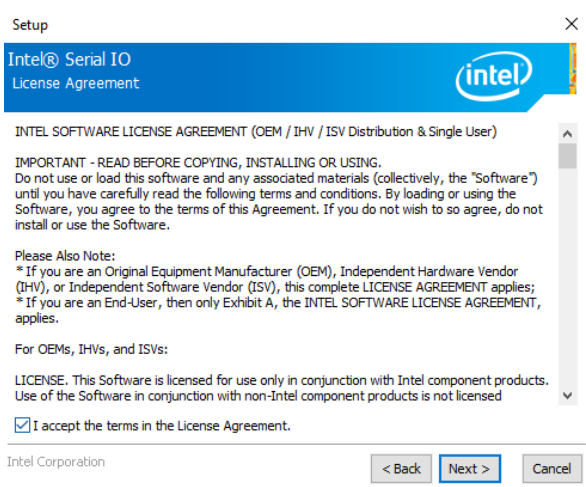 Setup
Intel® Serial IO
License Agreement
intel
INTEL SOFTWARE LICENSE AGREEMENT (OEM / IHV / ISV Distribution & Single User)
IMPORTANT - READ BEFORE COPYING, INSTALLING OR USING.
Do not use or load this software and any associated materials (collectively, the "Software")
until you have carefully read the following terms and conditions. By loading or using the
Software, you agree to the terms of this Agreement. If you do not wish to so agree, do not
install or use the Software.
Please Also Note:
* If you are an Original Equipment Manufacturer (OEM), Independent Hardware Vendor
(IHV), or Independent Software Vendor (ISV), this complete LICENSE AGREEMENT applies;
* If you are an End-User, then only Exhibit A, the INTEL SOFTWARE LICENSE AGREEMENT,
applies.
For OEMs, IHVs, and ISVs:
LICENSE. This Software is licensed for use only in conjunction with Intel component products.
Use of the Software in conjunction with non-Intel component products is not licensed
I accept the terms in the License Agreement.
Intel Corporation
< Back
Next >
Cancel